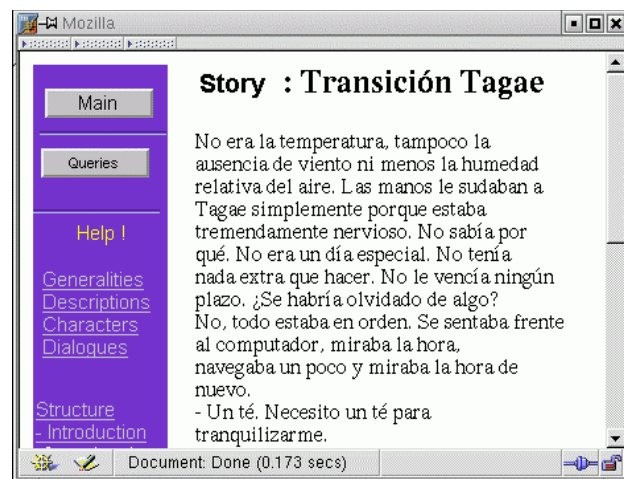 Mozilla
Main
Queries
Help !
Generalities
Descriptions
Characters
Dialogues
Structure
- Introduction
Story : Transición Tagae
No era la temperatura, tampoco la
ausencia de viento ni menos la humedad
relativa del aire. Las manos le sudaban a
Tagae simplemente porque estaba
tremendamente nervioso. No sabía por
qué. No era un día especial. No tenía
nada extra que hacer. No le vencía ningún
plazo. ¿Se habría olvidado de algo?
No, todo estaba en orden. Se sentaba frente
al computador, miraba la hora,
navegaba un poco y miraba la hora de
nuevo.
- Un té. Necesito un té para
tranquilizarme.
Document: Done (0.173 secs)